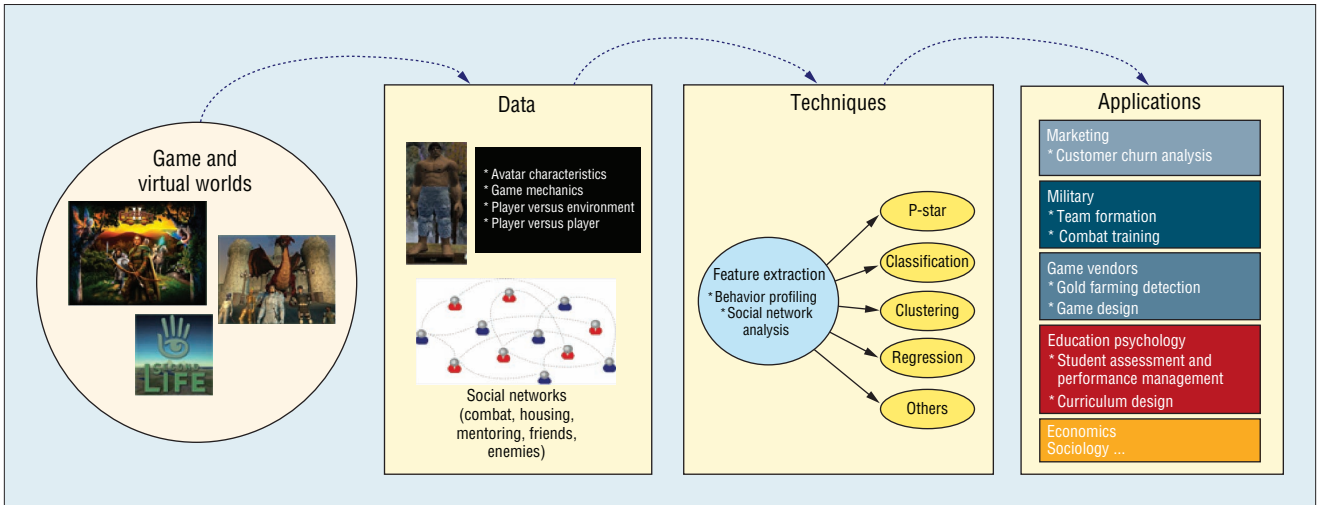 Game and
virtual worlds
LIFE
Data
* Avatar characteristics
* Game mechanics
* Player versus environment
* Player versus player
Social networks
(combat, housing,
mentoring, friends,
enemies)
Techniques
Feature extraction
* Behavior profiling
* Social network
analysis
P-star
Classification
Clustering
Regression
Others
Applications
Marketing
* Customer churn analysis
Military
* Team formation
* Combat training
Game vendors
* Gold farming detection
* Game design
Education psychology
* Student assessment and
performance management
* Curriculum design
Economics
Sociology ...